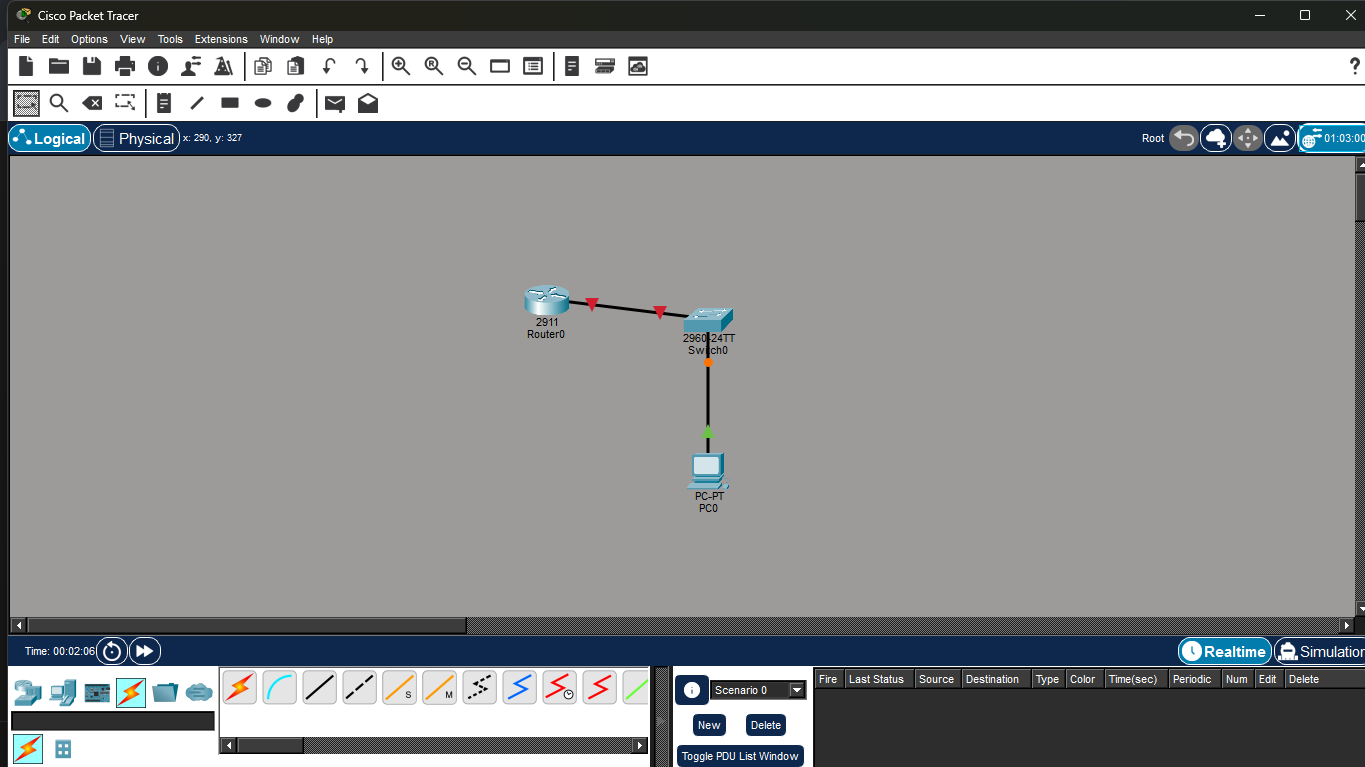 Cisco Packet Tracer
File Edit Options View Tools Extensions Window Help
?
Logical Physical x: 290, y: 327 Root 01:03:00
2911
Router0
2960-24TT
Switch0
PC-PT
PC0
Time: 00:02:06 Realtime Simulation
S M
Scenario 0
New Delete
Toggle PDU List Window
Fire Last Status Source Destination Type Color Time(sec) Periodic Num Edit Delete